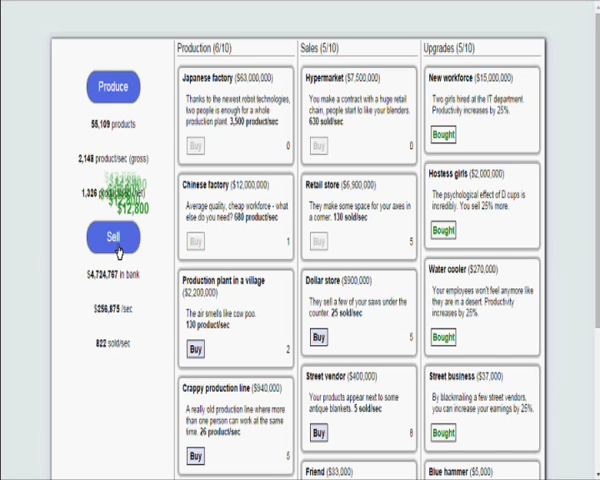 Produce
55,109 products
2,148 product/sec (gross)
1,326
$12,800
Sell
$4,724,767 in bank
$256,875 /sec
822 sold/sec
Production (6/10)
Japanese factory ($63,000,000)
Thanks to the newest robot technologies,
two people is enough for a whole
production plant. 3,500 product/sec
Buy
0
Chinese factory ($12,000,000)
Average quality, cheap workforce - what
else do you need? 680 product/sec
Buy
1
Production plant in a village
($2,200,000)
The air smells like cow poo.
130 product/sec
Buy
2
Crappy production line ($940,000)
A really old production line where more
than one person can work at the same
time. 26 product/sec
Buy
5
Sales (5/10)
Hypermarket ($7,500,000)
You make a contract with a huge retail
chain, people start to like your blenders.
630 sold/sec
Buy
0
Retail store ($6,900,000)
They make some space for your axes in
a corner. 130 sold/sec
Buy
5
Dollar store ($900,000)
They sell a few of your saws under the
counter. 25 sold/sec
Buy
5
Street vendor ($400,000)
Your products appear next to some
antique blankets. 5 sold/sec
Buy
6
Friend ($33,000)
Upgrades (5/10)
New workforce ($15,000,000)
Two girls hired at the IT department.
Productivity increases by 25%.
Bought
Hostess girls ($2,000,000)
The psychological effect of D cups is
incredibly. You sell 25% more.
Bought
Water cooler ($270,000)
Your employees won't feel anymore like
they are in a desert. Productivity
increases by 25%.
Bought
Street business ($37,000)
By blackmailing a few street vendors,
you can increase your earnings by 25%.
Bought
Blue hammer ($5,000)